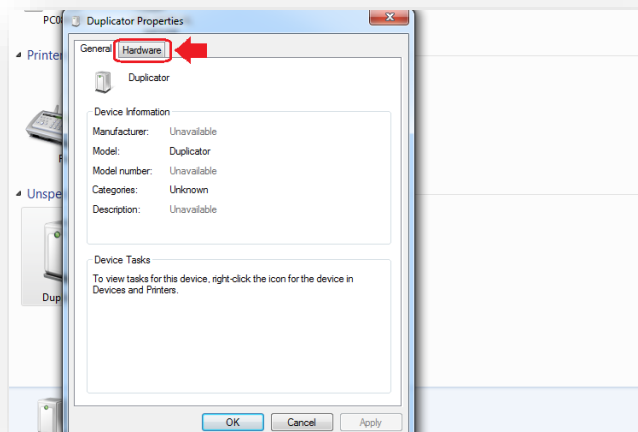 PC0
Duplicator Properties
Printe
General
Hardware
Duplicator
Device Information
Manufacturer: Unavailable
Model: Duplicator
Model number: Unavailable
Categories: Unknown
Description: Unavailable
Unspe
Device Tasks
To view tasks for this device, right-click the icon for the device in
Devices and Printers.
Dup
OK
Cancel
Apply